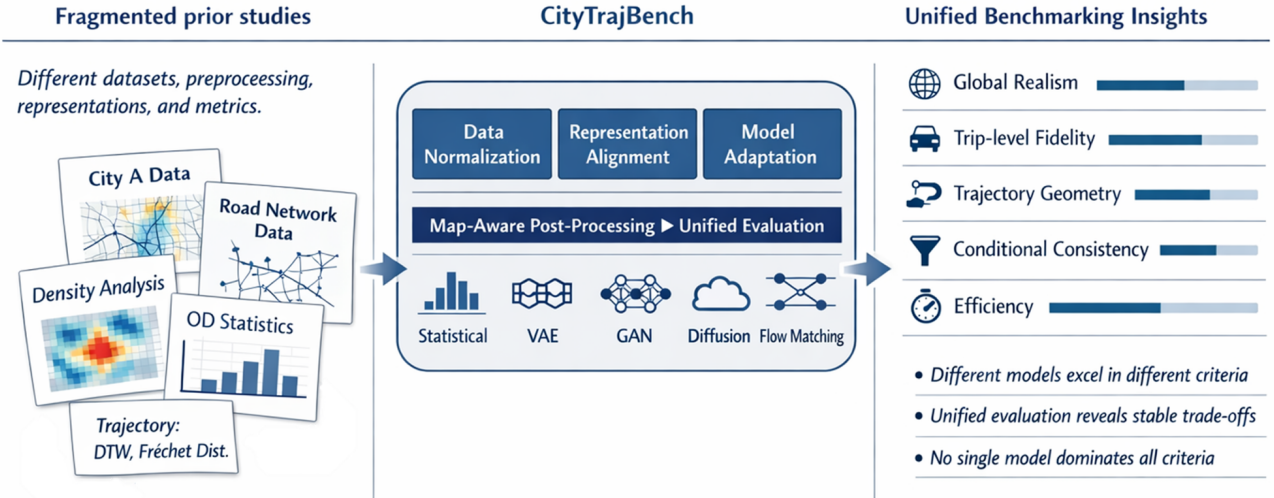 Fragmented prior studies
CityTrajBench
Unified Benchmarking Insights
Different datasets, preproceessing,
representations, and metrics.
City A Data
Road Network
Data
Density Analysis
OD Statistics
Trajectory:
DTW, Fréchet Dist.
Data
Normalization
Representation
Alignment
Model
Adaptation
Map-Aware Post-Processing ▶ Unified Evaluation
Statistical
VAE
GAN
Diffusion
Flow Matching
Global Realism
Trip-level Fidelity
Trajectory Geometry
Conditional Consistency
Efficiency
• Different models excel in different criteria
• Unified evaluation reveals stable trade-offs
• No single model dominates all criteria